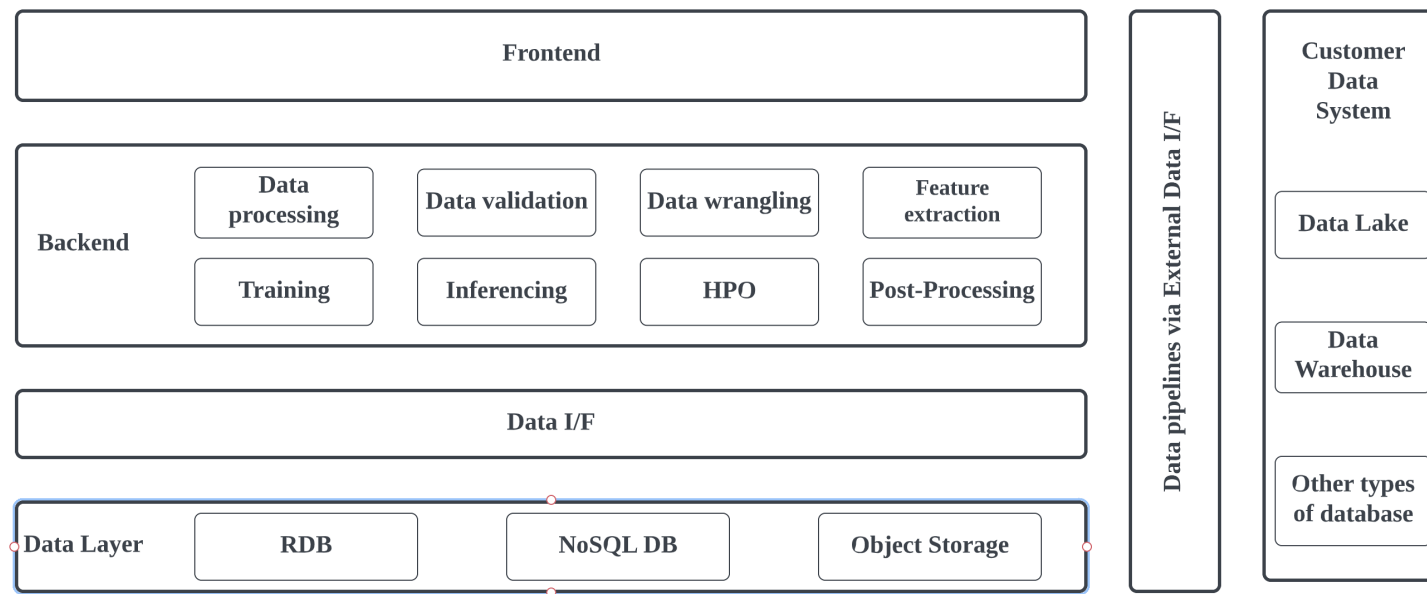 Frontend
Backend
Data
processing
Data validation
Data wrangling
Feature
extraction
Training
Inferencing
HPO
Post-Processing
Data I/F
Data Layer
RDB
NoSQL DB
Object Storage
Data pipelines via External Data I/F
Customer
Data
System
Data Lake
Data
Warehouse
Other types
of database